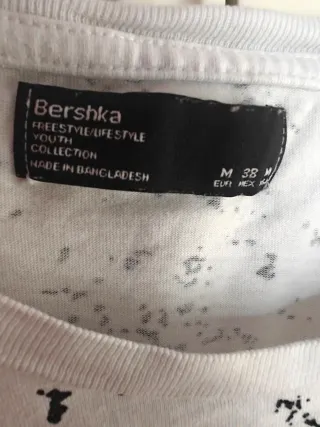 Bershka
FREESTYLE/LIFESTYLE
YOUTH
COLLECTION
MADE IN BANGLADESH
M 38 M
EUR MEX